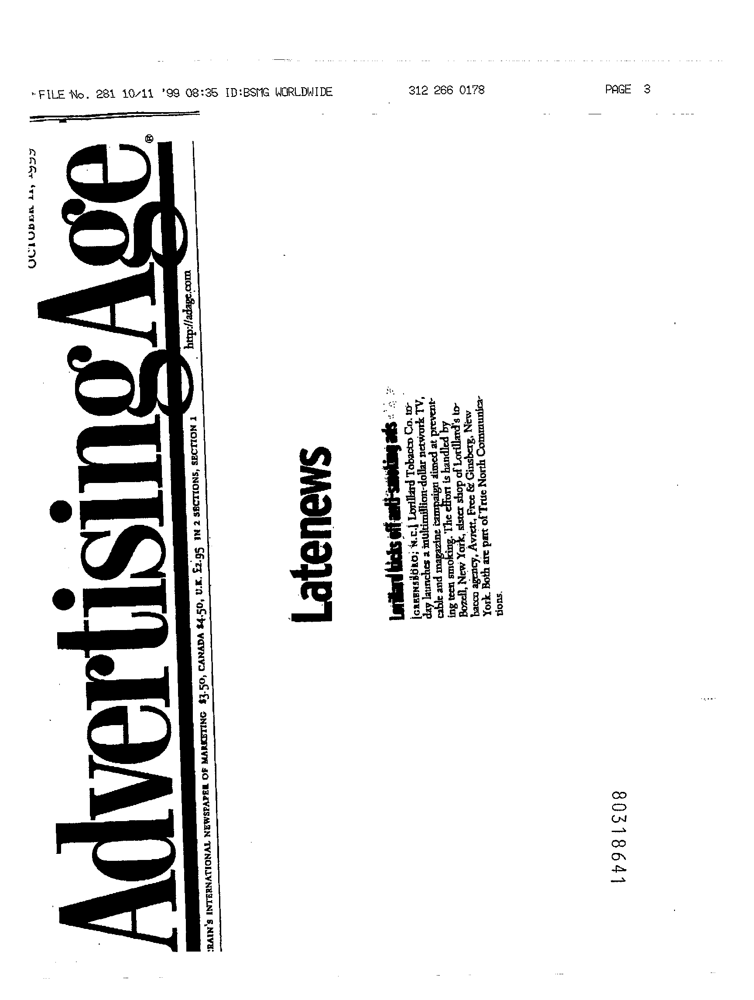 FILE No. 281 10/11 '99 08:35 ID:BSMG WORLDWIDE 312 266 0178 PAGE 3
OCTOBER 11, 1999
Advertising Age®
http://adage.com
CRAIN'S INTERNATIONAL NEWSPAPER OF MARKETING $3.50, CANADA $4.50, U.K. £2.95 IN 2 SECTIONS, SECTION 1
Latenews
Lorillard kicks off anti-smoking ads
[GREENSBORO, N.C.] Lorillard Tobacco Co. to-
day launches a multimillion-dollar network TV,
cable and magazine campaign aimed at prevent-
ing teen smoking. The effort is handled by
Bozell, New York, sister shop of Lorillard's to-
bacco agency, Avrett, Free & Ginsberg, New
York. Both are part of True North Communica-
tions.
80318641